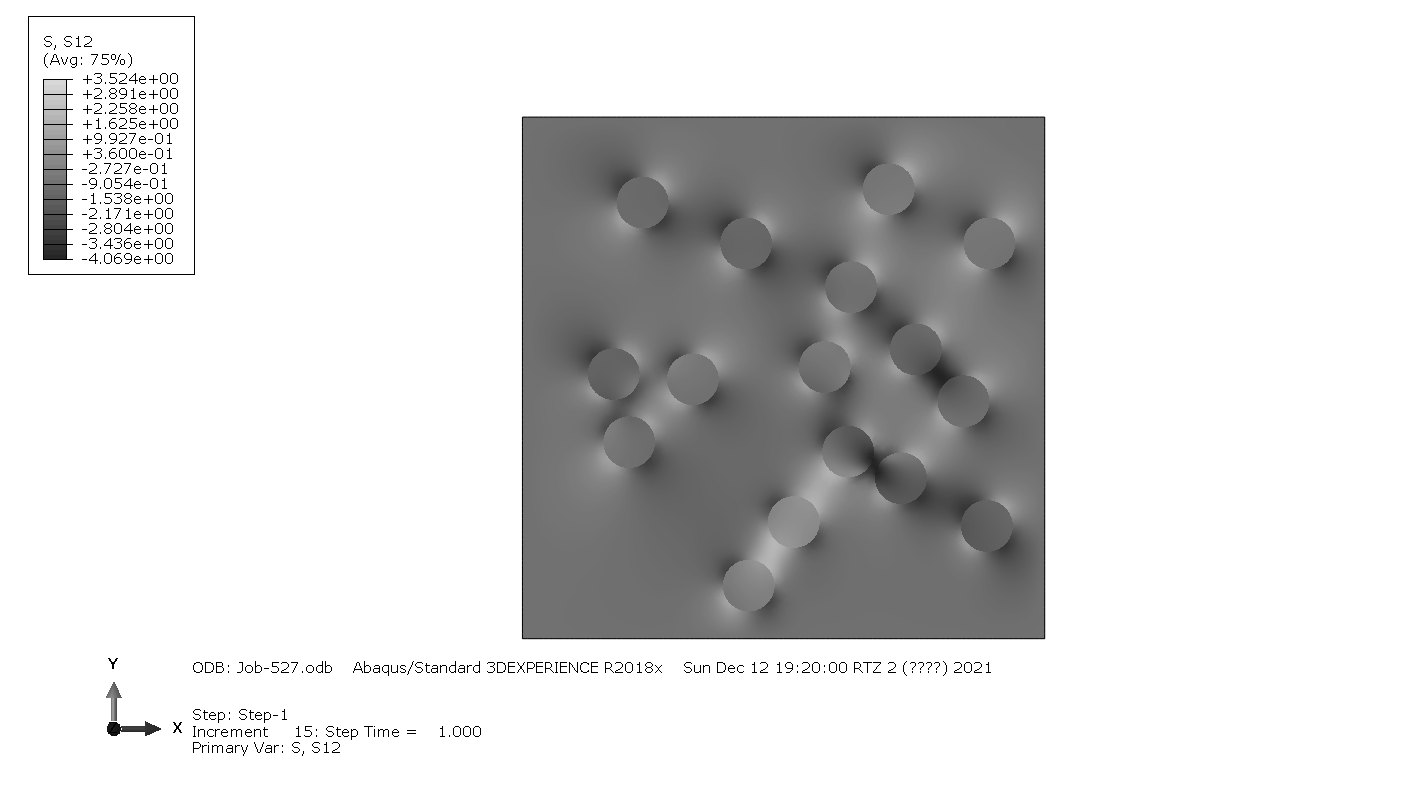 S, S12
(Avg: 75%)
+3.524e+00
+2.891e+00
+2.258e+00
+1.625e+00
+9.927e-01
+3.600e-01
-2.727e-01
-9.054e-01
-1.538e+00
-2.171e+00
-2.804e+00
-3.436e+00
-4.069e+00
Y
X
ODB: Job-527.odb Abaqus/Standard 3DEXPERIENCE R2018x Sun Dec 12 19:20:00 RTZ 2 (????) 2021
Step: Step-1
Increment 15: Step Time = 1.000
Primary Var: S, S12